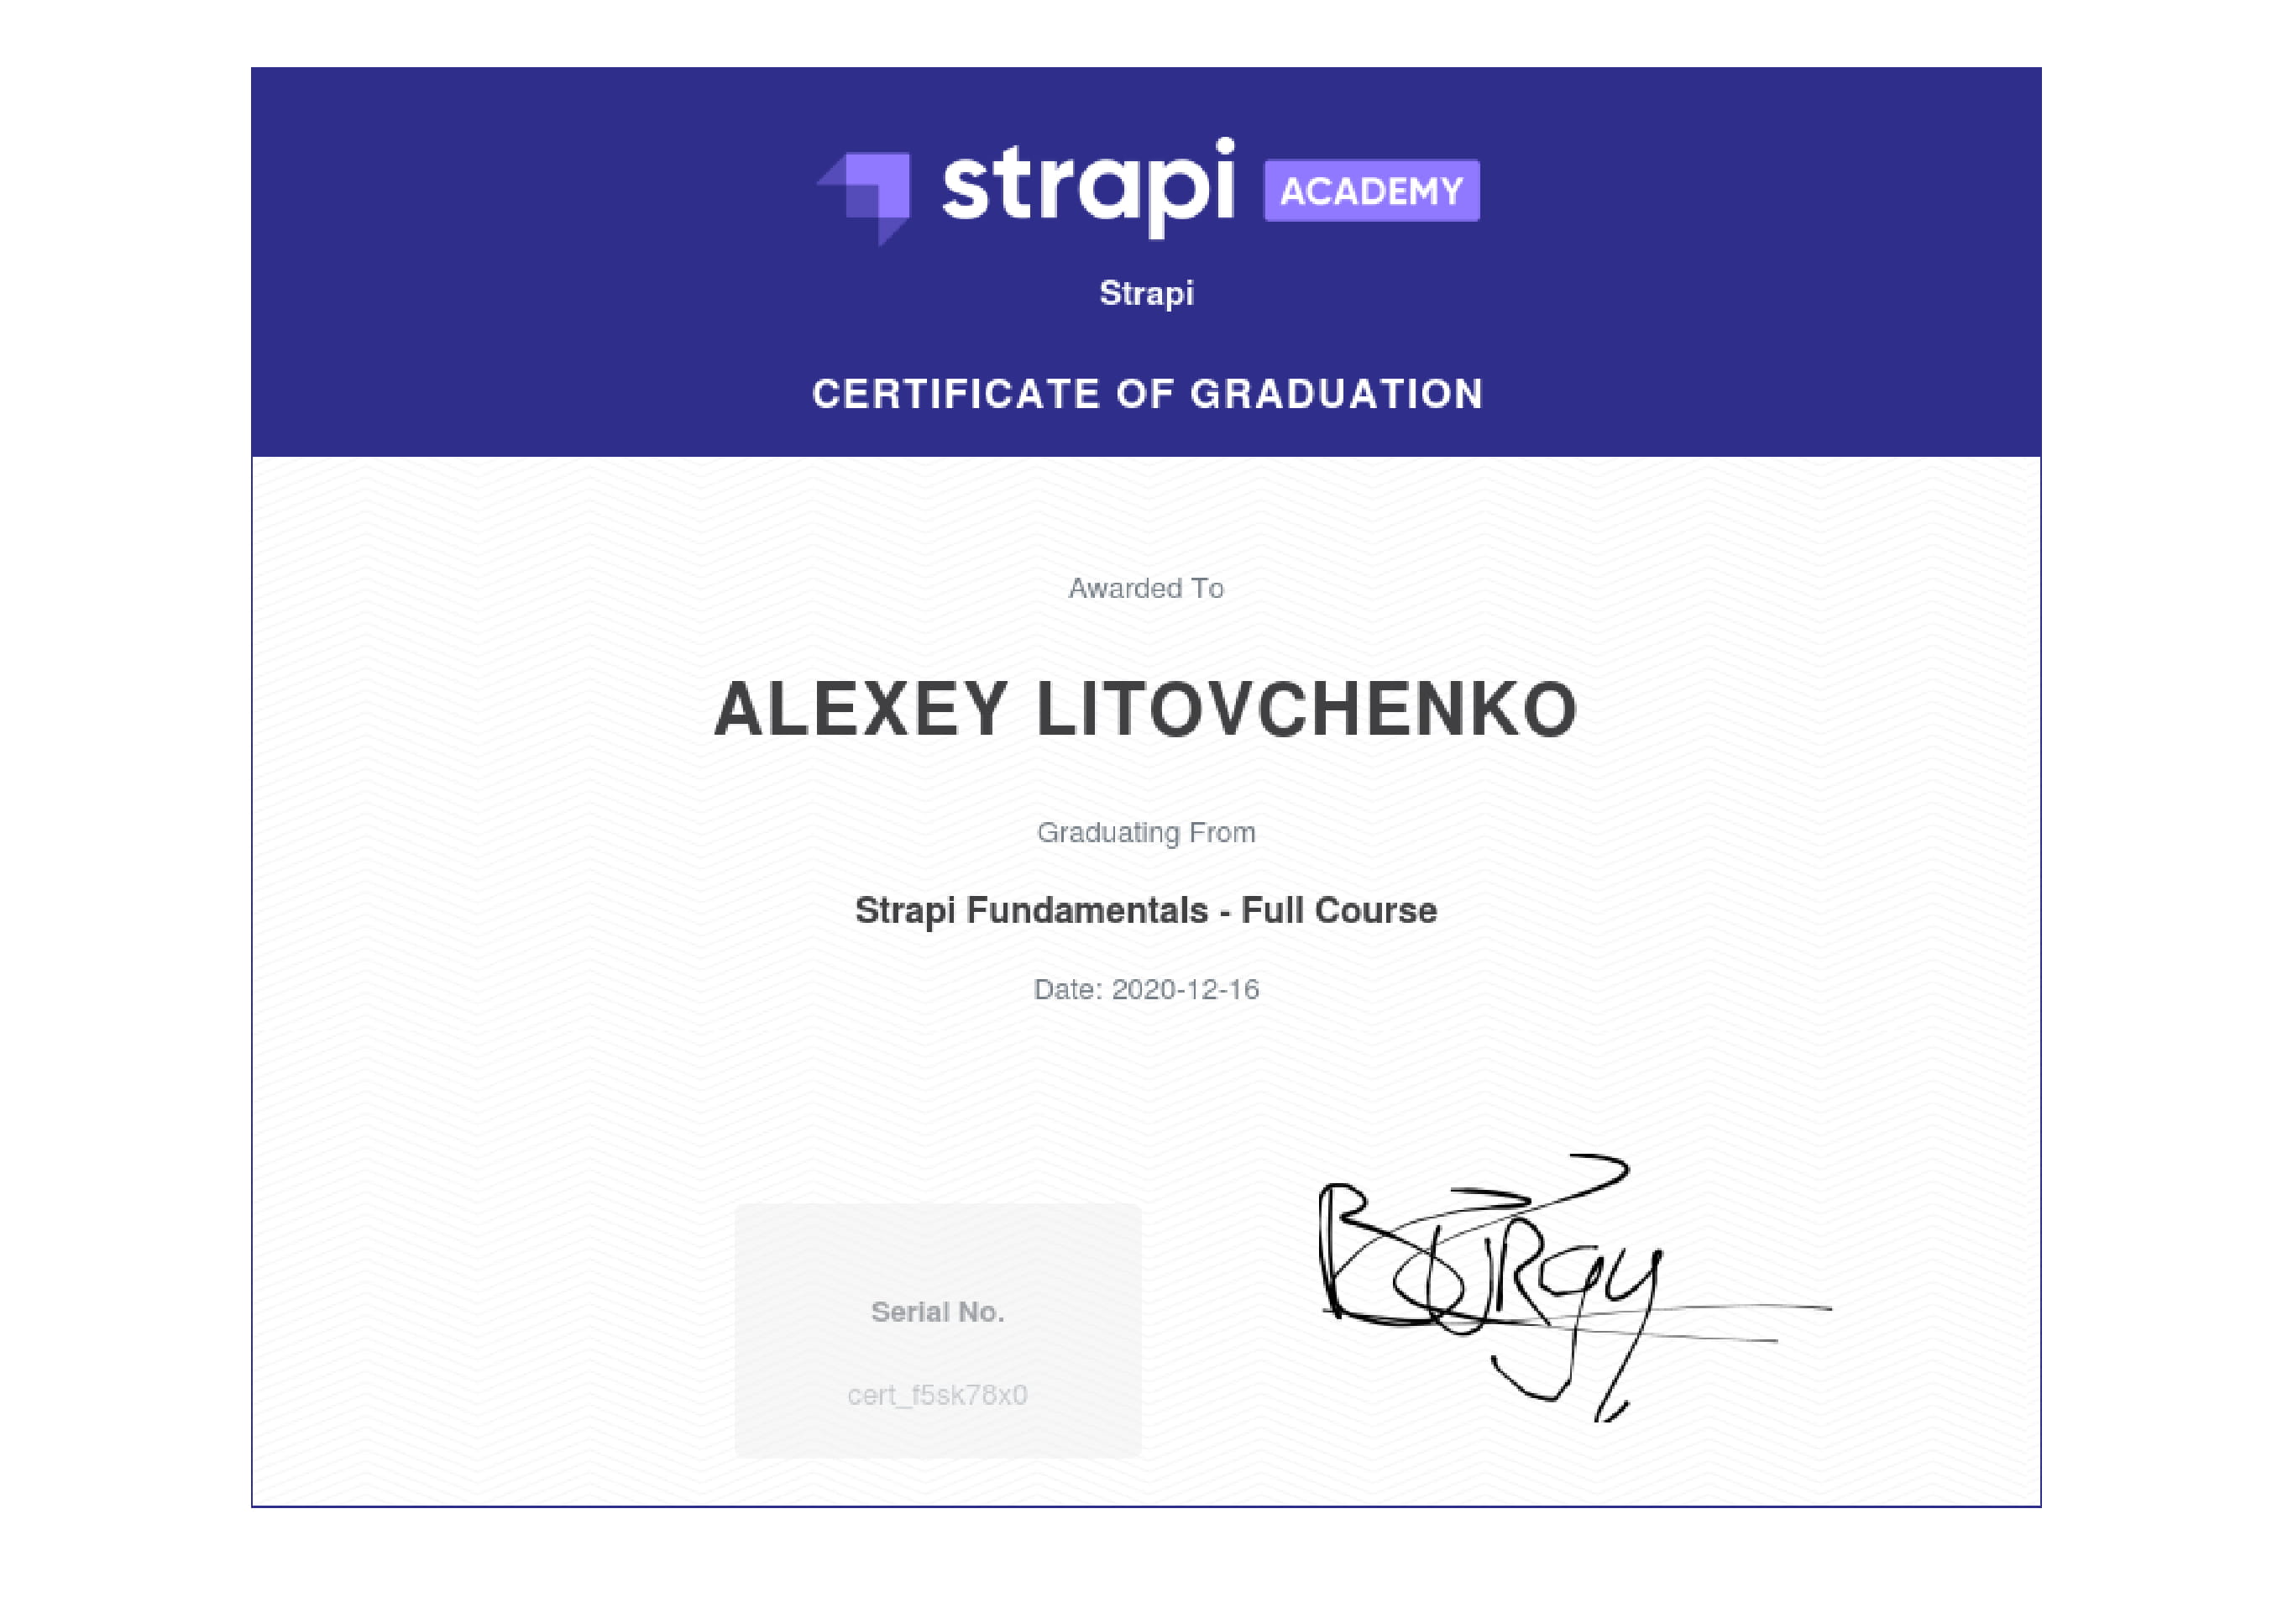 strapi ACADEMY
Strapi
CERTIFICATE OF GRADUATION
Awarded To
ALEXEY LITOVCHENKO
Graduating From
Strapi Fundamentals - Full Course
Date: 2020-12-16
Serial No.
cert_f5sk78x0